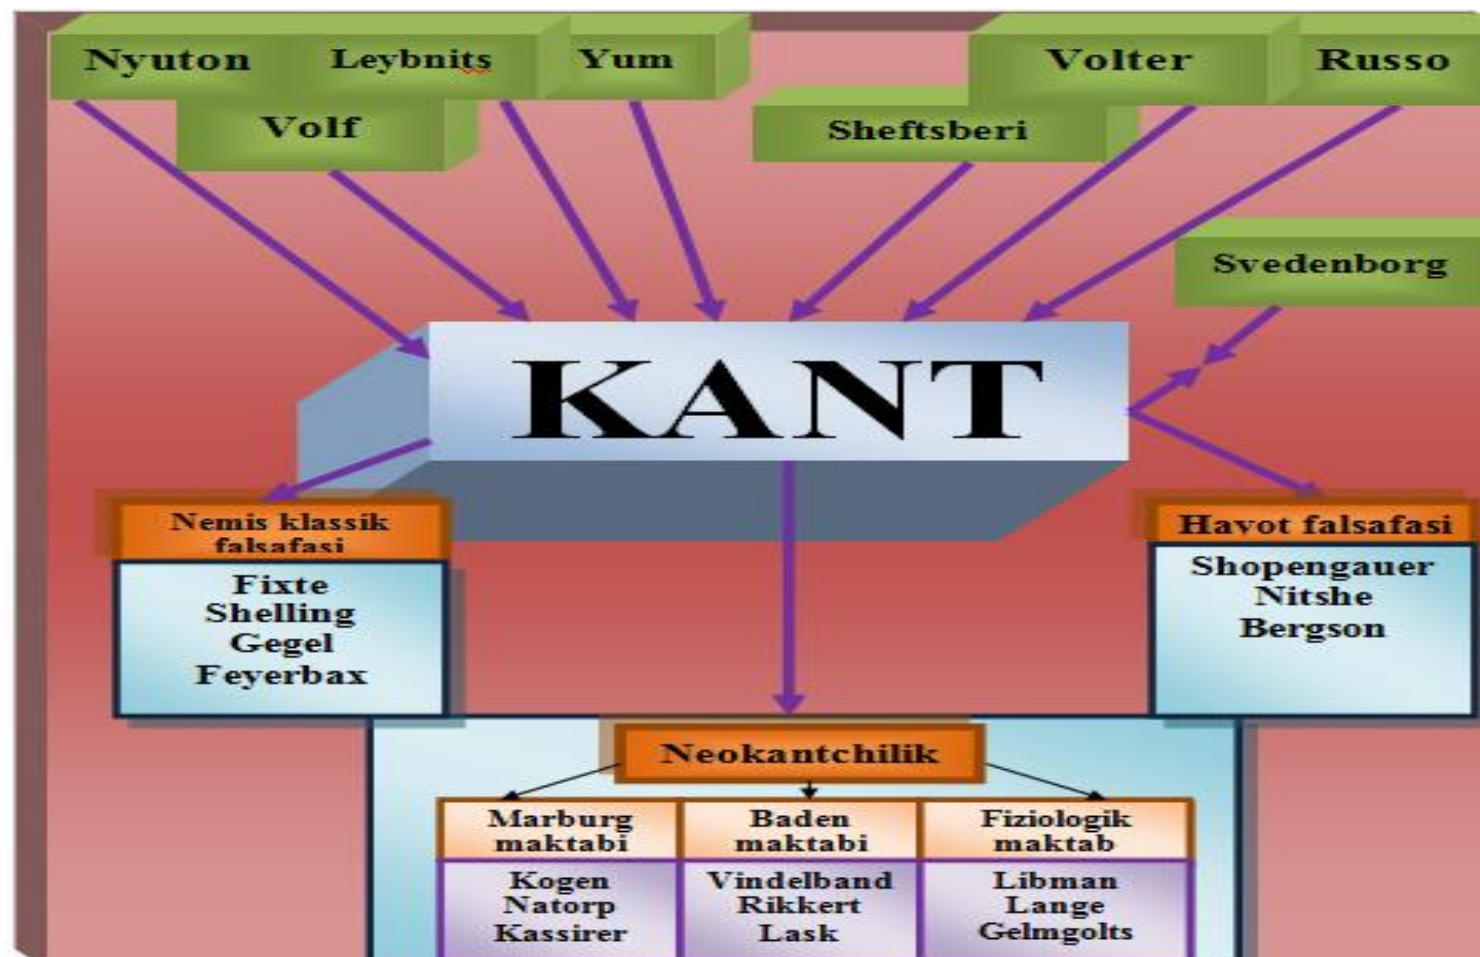 Nyuton
Leybnits
Yum
Volter
Russo
Volf
Sheftsberi
Svedenborg
KANT
Nemis klassik
falsafasi
Fixte
Shelling
Gegel
Feyerbax
Hayot falsafasi
Shopengauer
Nitshe
Bergson
Neokantchilik
Marburg
maktabi
Kogen
Natorp
Kassirer
Baden
maktabi
Vindelband
Rikkert
Lask
Fiziologik
maktab
Libman
Lange
Gelmgolts